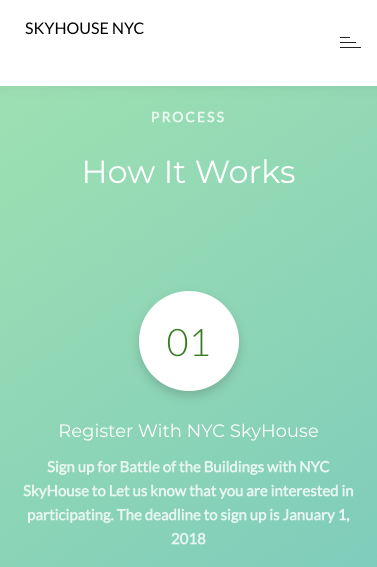 SKYHOUSE NYC
PROCESS
How It Works
01
Register With NYC SkyHouse
Sign up for Battle of the Buildings with NYC
SkyHouse to Let us know that you are interested in
participating. The deadline to sign up is January 1,
2018